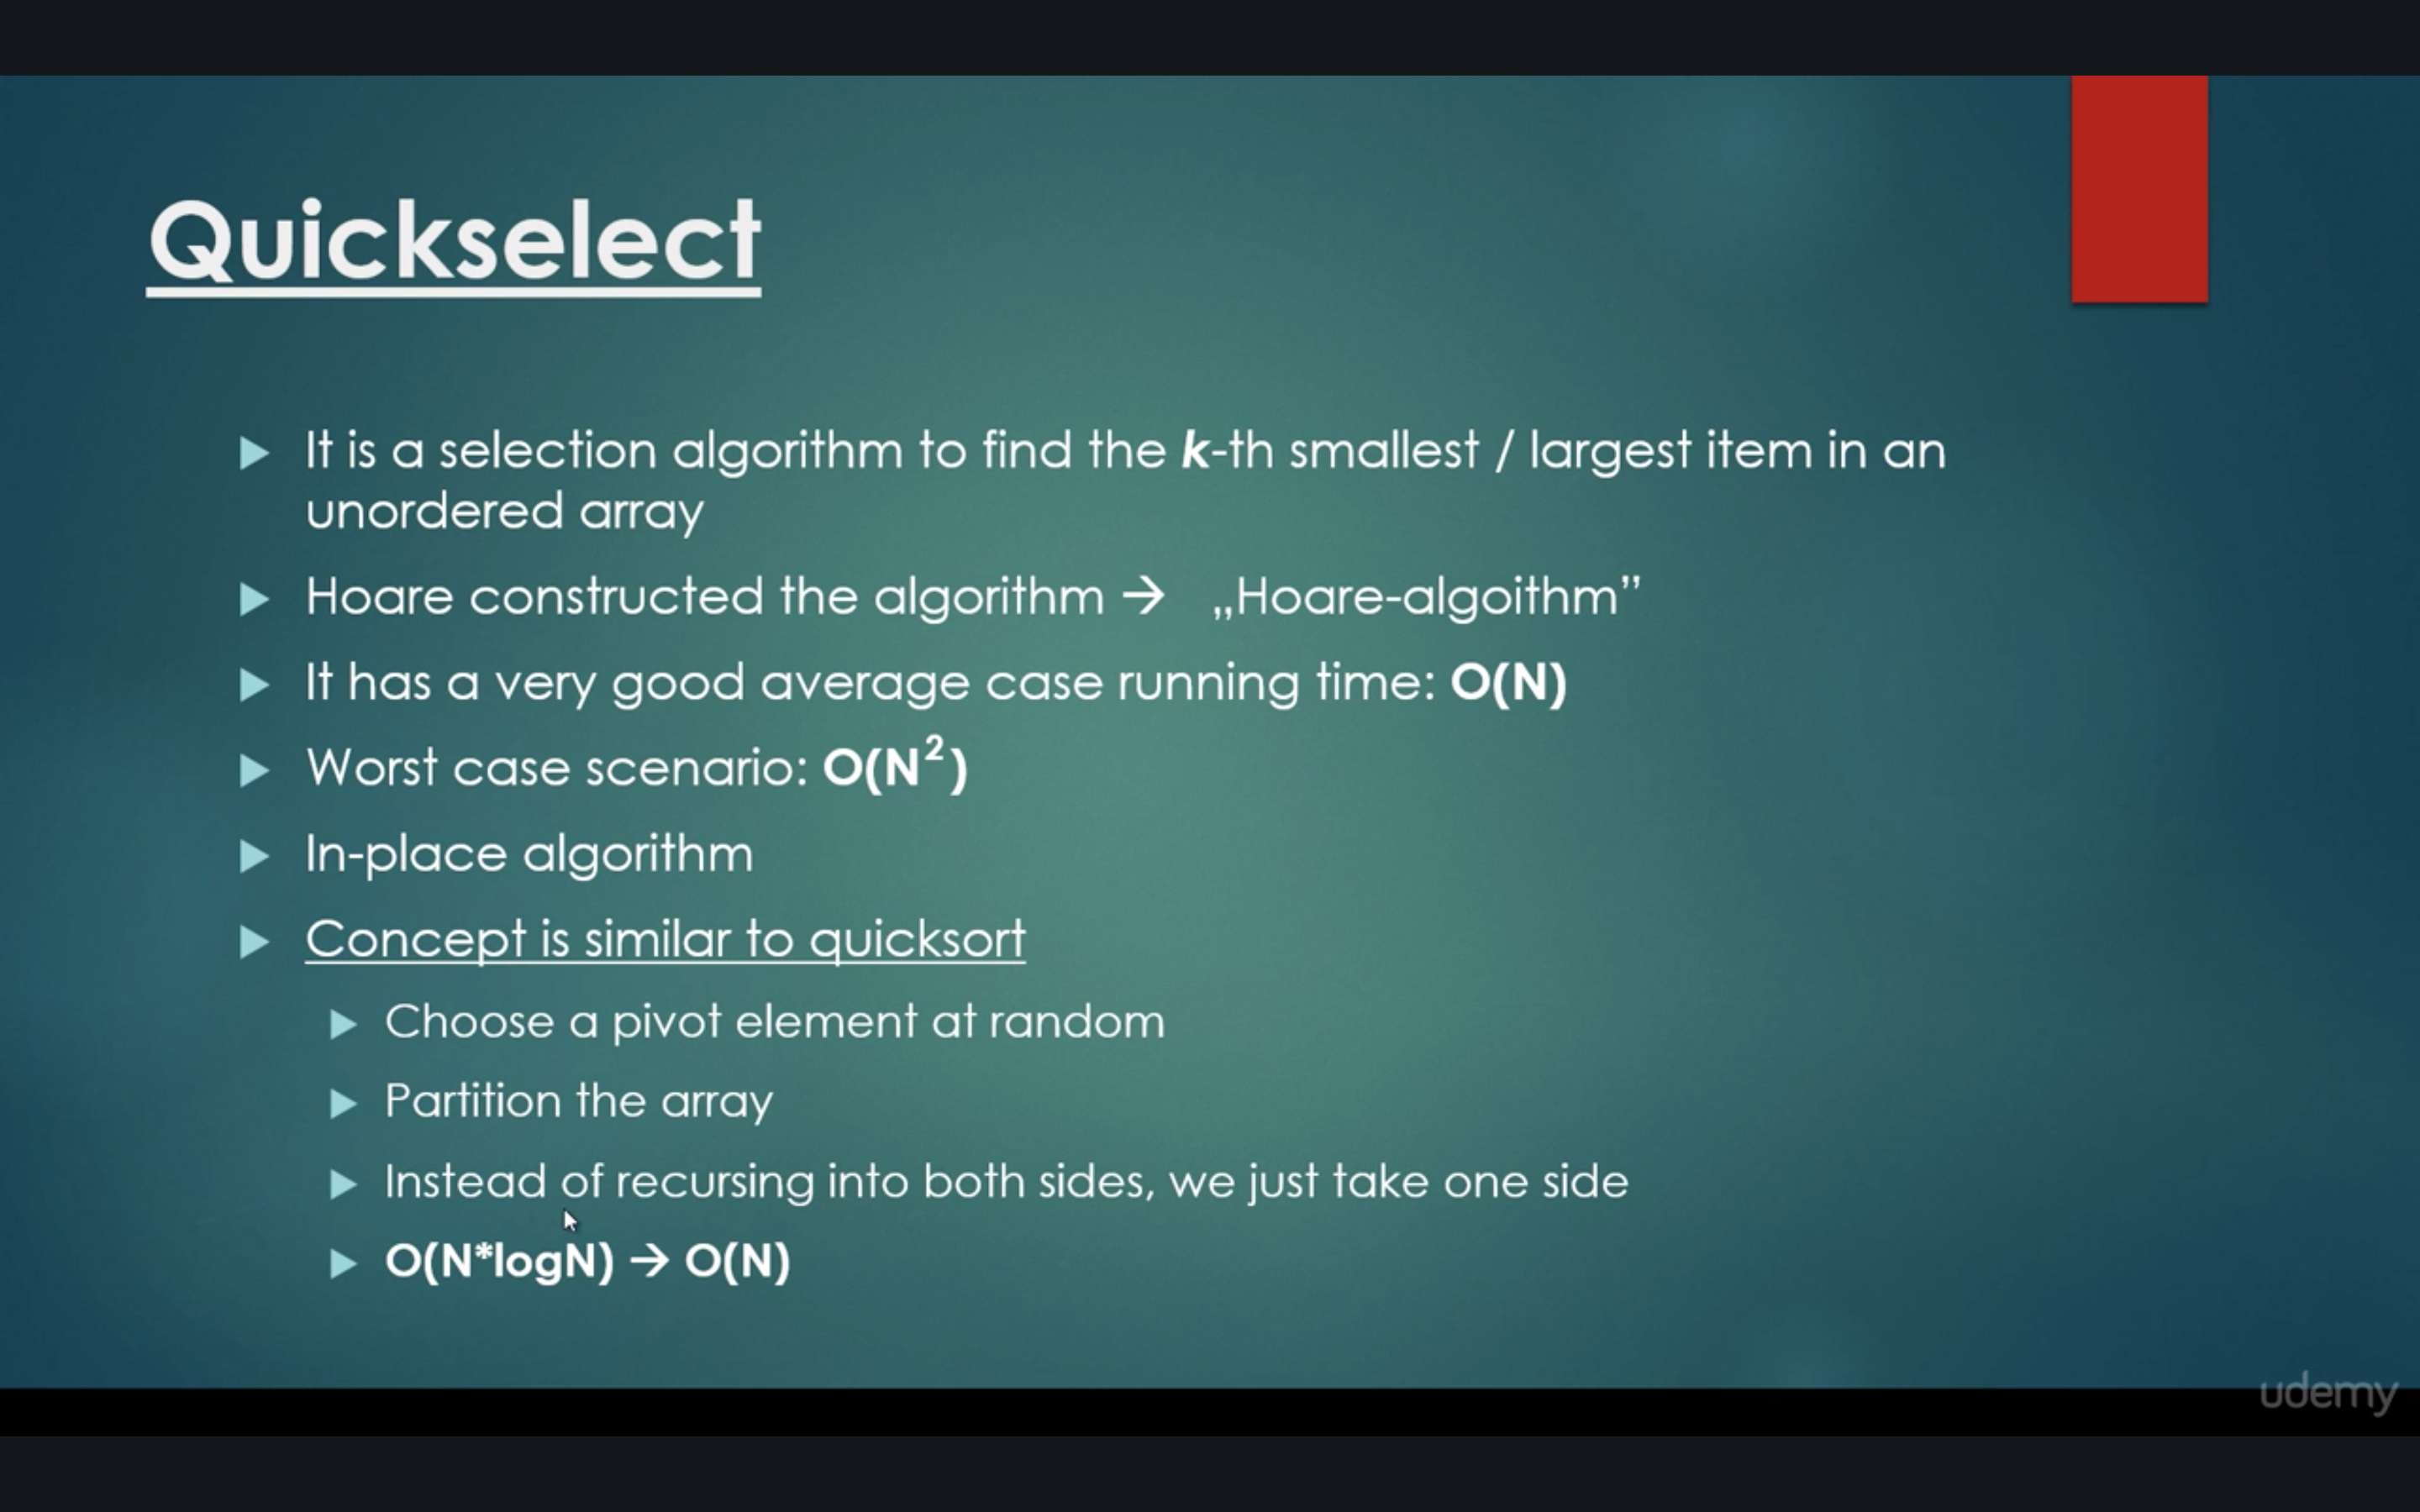 Quickselect
It is a selection algorithm to find the k-th smallest / largest item in an
unordered array
Hoare constructed the algorithm → „Hoare-algoithm”
It has a very good average case running time: O(N)
Worst case scenario: O(N²)
In-place algorithm
Concept is similar to quicksort
Choose a pivot element at random
Partition the array
Instead of recursing into both sides, we just take one side
O(N*logN) → O(N)
udemy